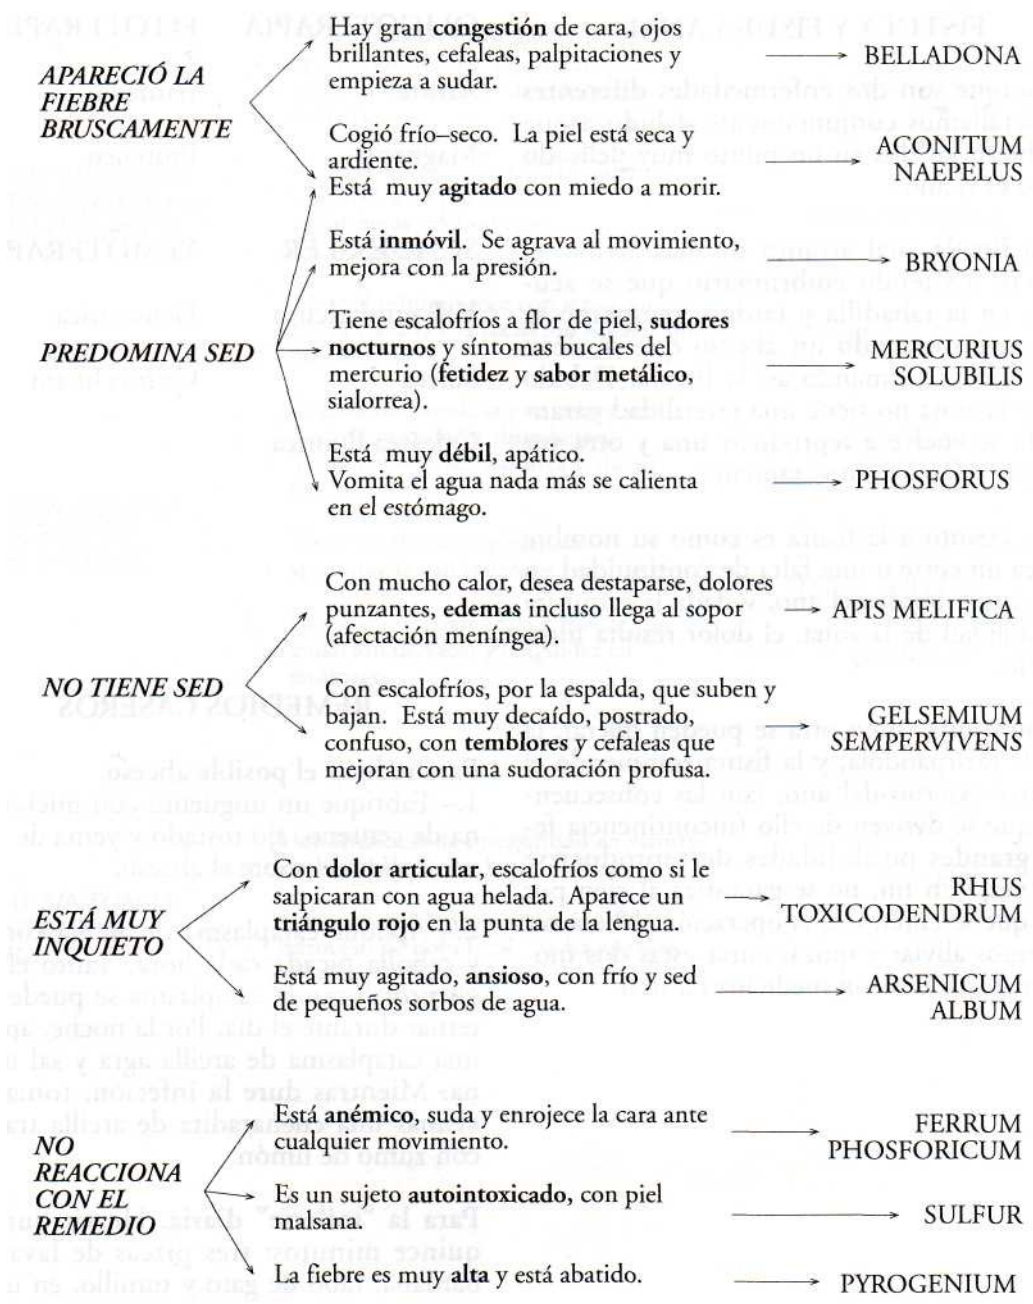 Hay gran congestión de cara, ojos
brillantes, cefaleas, palpitaciones y
empieza a sudar.
BELLADONA
APARECIÓ LA
FIEBRE
BRUSCAMENTE
Cogió frío–seco. La piel está seca y
ardiente.
Está muy agitado con miedo a morir.
ACONITUM
NAEPELUS
Está inmóvil. Se agrava al movimiento,
mejora con la presión.
BRYONIA
PREDOMINA SED
Tiene escalofríos a flor de piel, sudores
nocturnos y síntomas bucales del
mercurio (fetidez y sabor metálico,
sialorrea).
MERCURIUS
SOLUBILIS
Está muy débil, apático.
Vomita el agua nada más se calienta
en el estómago.
PHOSFORUS
Con mucho calor, desea destaparse, dolores
punzantes, edemas incluso llega al sopor
(afectación meníngea).
APIS MELIFICA
NO TIENE SED
Con escalofríos, por la espalda, que suben y
bajan. Está muy decaído, postrado,
confuso, con temblores y cefaleas que
mejoran con una sudoración profusa.
GELSEMIUM
SEMPERVIVENS
Con dolor articular, escalofríos como si le
salpicaran con agua helada. Aparece un
triángulo rojo en la punta de la lengua.
RHUS
TOXICODENDRUM
ESTÁ MUY
INQUIETO
Está muy agitado, ansioso, con frío y sed
de pequeños sorbos de agua.
ARSENICUM
ALBUM
Está anémico, suda y enrojece la cara ante
cualquier movimiento.
FERRUM
PHOSFORICUM
NO
REACCIONA
CON EL
REMEDIO
Es un sujeto autointoxicado, con piel
malsana.
SULFUR
La fiebre es muy alta y está abatido.
PYROGENIUM